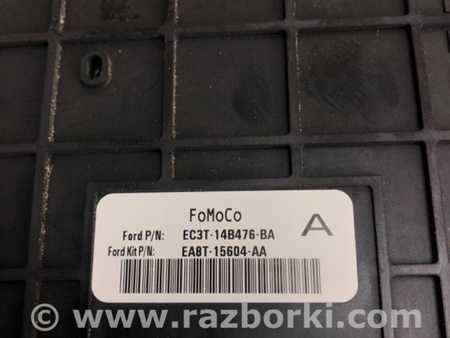 FoMoCo
A
Ford P/N: EC3T-14B476-BA
Ford Kit P/N: EA8T-15604-AA
© www.razborki.com